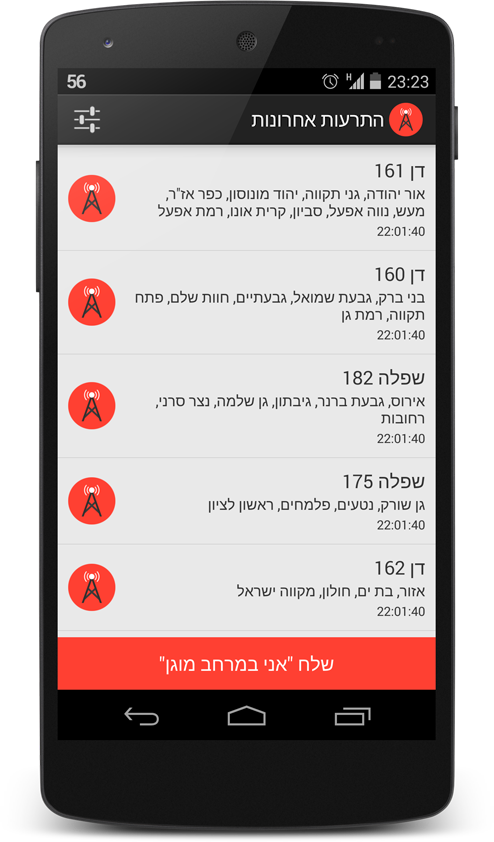 56
H 23:23
התרעות אחרונות
דן 161
אור יהודה, גני תקווה, יהוד מונוסון, כפר אז"ר,
מעש, נווה אפעל, סביון, קרית אונו, רמת אפעל
22:01:40
דן 160
בני ברק, גבעת שמואל, גבעתיים, חוות שלם, פתח
תקווה, רמת גן
22:01:40
שפלה 182
אירוס, גבעת ברנר, גיבתון, גן שלמה, נצר סרני,
רחובות
22:01:40
שפלה 175
גן שורק, נטעים, פלמחים, ראשון לציון
22:01:40
דן 162
אזור, בת ים, חולון, מקווה ישראל
22:01:40
שלח "אני במרחב מוגן"